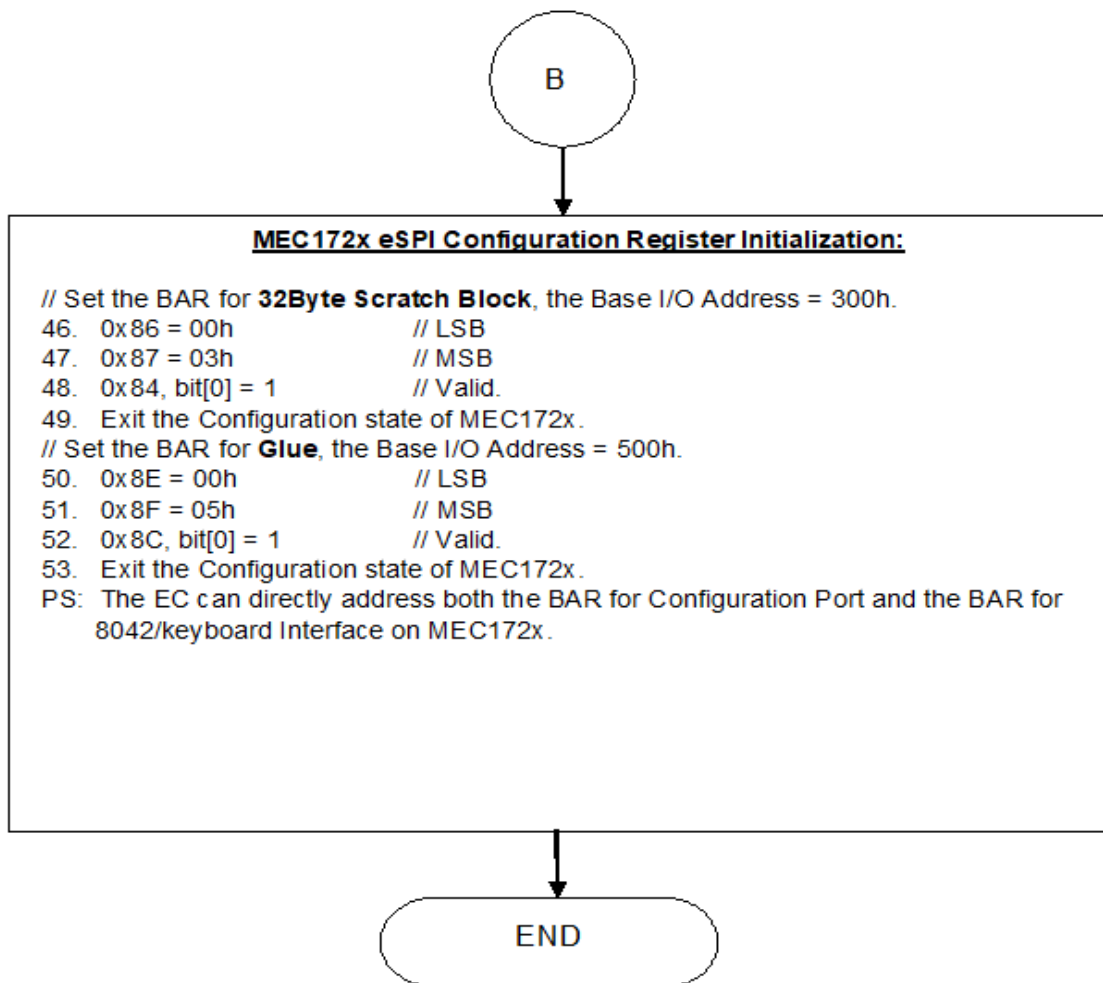 B
MEC172x eSPI Configuration Register Initialization:
// Set the BAR for 32Byte Scratch Block, the Base I/O Address = 300h.
46. 0x86 = 00h // LSB
47. 0x87 = 03h // MSB
48. 0x84, bit[0] = 1 // Valid.
49. Exit the Configuration state of MEC172x.
// Set the BAR for Glue, the Base I/O Address = 500h.
50. 0x8E = 00h // LSB
51. 0x8F = 05h // MSB
52. 0x8C, bit[0] = 1 // Valid.
53. Exit the Configuration state of MEC172x.
PS: The EC can directly address both the BAR for Configuration Port and the BAR for
8042/keyboard Interface on MEC172x.
END